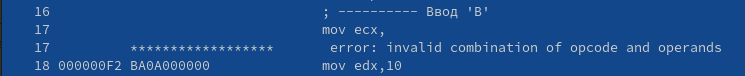 16 ; ---------- Ввод 'B'
17 mov ecx,
17 ****************** error: invalid combination of opcode and operands
18 000000F2 BA0A000000 mov edx,10